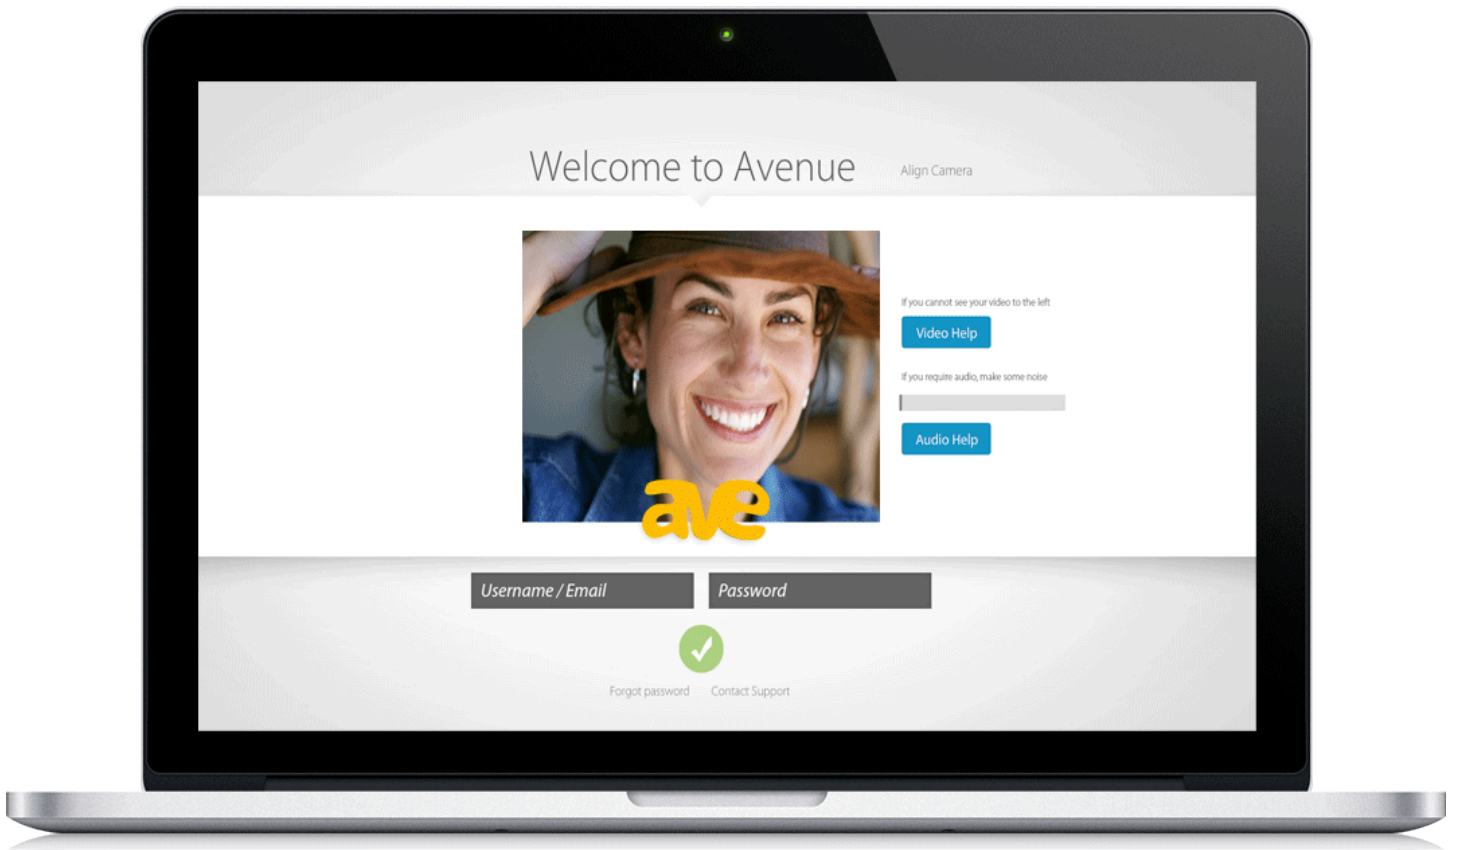 Welcome to Avenue
Align Camera
If you cannot see your video to the left
Video Help
If you require audio, make some noise
Audio Help
ave
Username / Email
Password
Forgot password
Contact Support